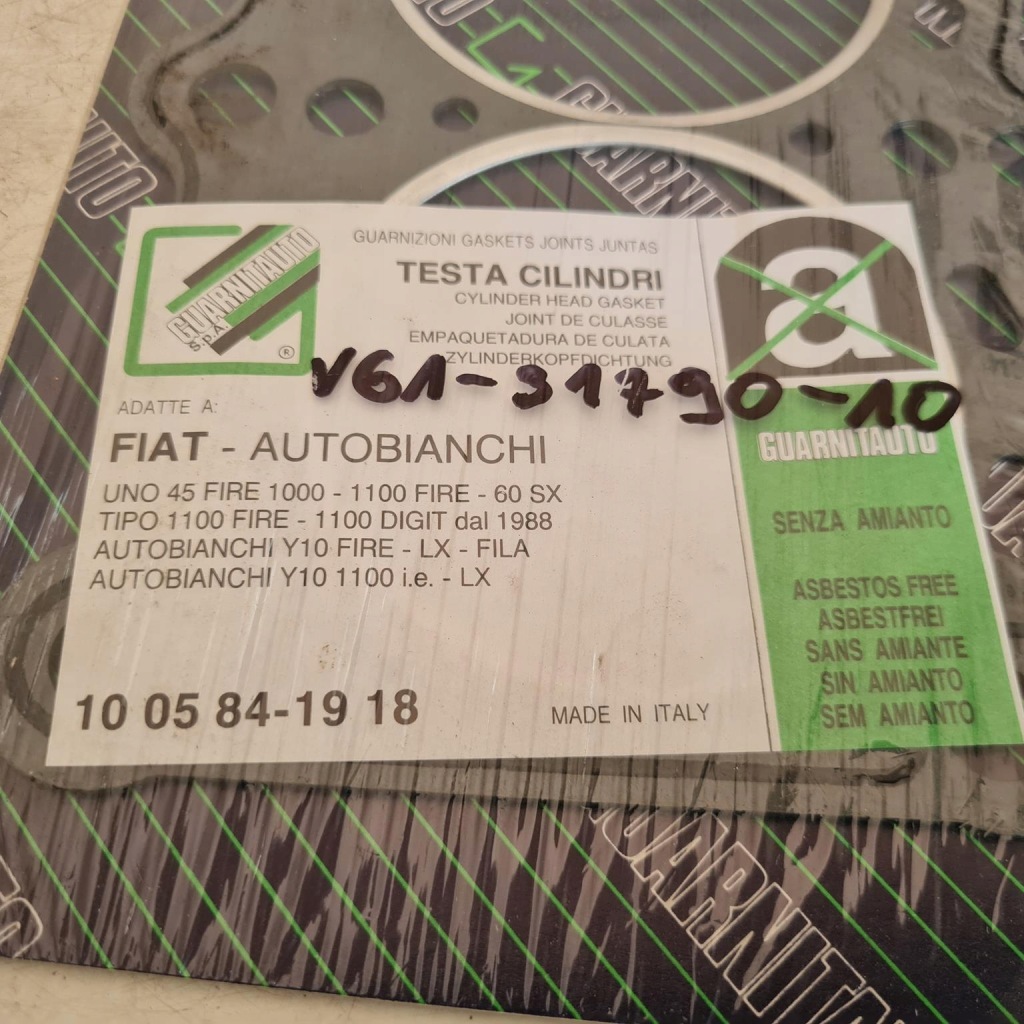 GUARNITAUTO
S.P.A.
®
GUARNIZIONI GASKETS JOINTS JUNTAS
TESTA CILINDRI
CYLINDER HEAD GASKET
JOINT DE CULASSE
EMPAQUETADURA DE CULATA
ZYLINDERKOPFDICHTUNG
a
V61-31790-10
ADATTE A:
FIAT - AUTOBIANCHI
UNO 45 FIRE 1000 - 1100 FIRE - 60 SX
TIPO 1100 FIRE - 1100 DIGIT dal 1988
AUTOBIANCHI Y10 FIRE - LX - FILA
AUTOBIANCHI Y10 1100 i.e. - LX
10 05 84-19 18
MADE IN ITALY
GUARNITAUTO
SENZA AMIANTO
ASBESTOS FREE
ASBESTFREI
SANS AMIANTE
SIN AMIANTO
SEM AMIANTO